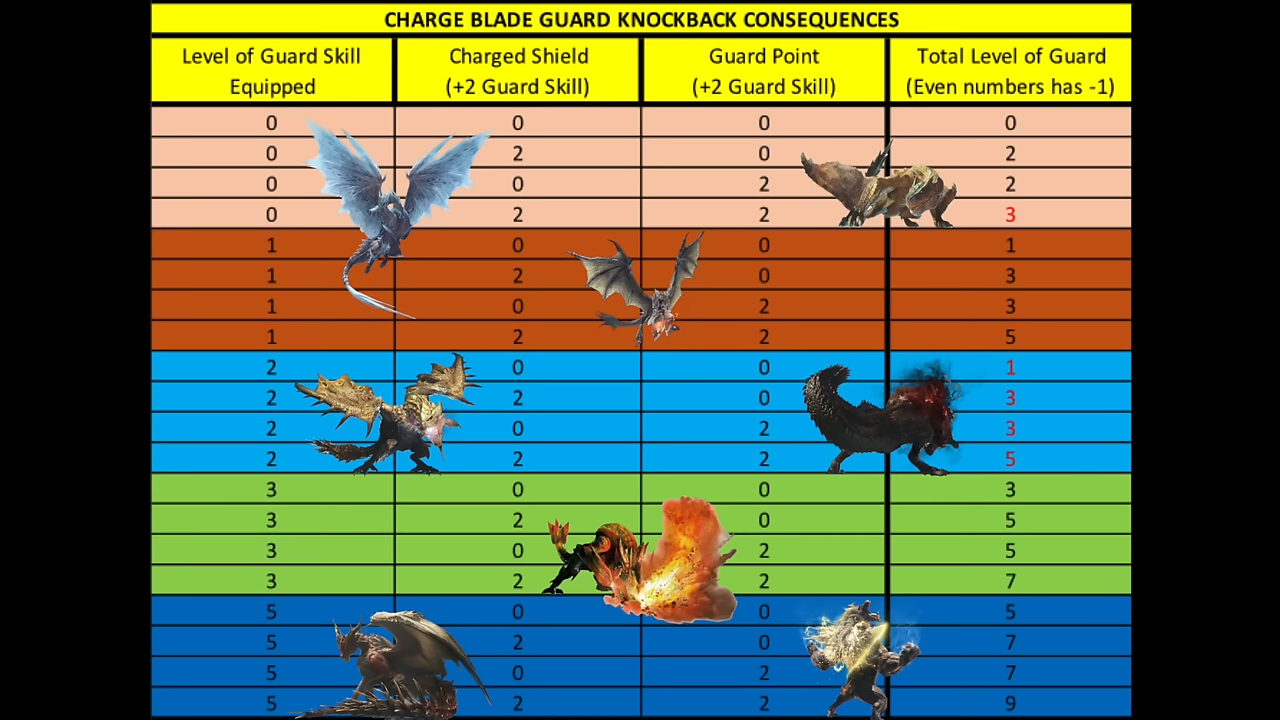 CHARGE BLADE GUARD KNOCKBACK CONSEQUENCES
Level of Guard Skill Equipped Charged Shield (+2 Guard Skill) Guard Point (+2 Guard Skill) Total Level of Guard (Even numbers has -1)
0 0 0 0
0 2 0 2
0 0 2 2
0 2 2 3
1 0 0 1
1 2 0 3
1 0 2 3
1 2 2 5
2 0 0 1
2 2 0 3
2 0 2 3
2 2 2 5
3 0 0 3
3 2 0 5
3 0 2 5
3 2 2 7
5 0 0 5
5 2 0 7
5 0 2 7
5 2 2 9